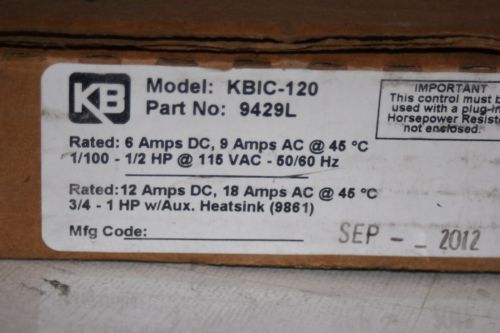 KB
Model: KBIC-120
Part No: 9429L
IMPORTANT
This control must b
used with a plug-in
Horsepower Resist
not enclosed.
Rated: 6 Amps DC, 9 Amps AC @ 45 °C
1/100 - 1/2 HP @ 115 VAC - 50/60 Hz
Rated: 12 Amps DC, 18 Amps AC @ 45 °C
3/4 - 1 HP w/Aux. Heatsink (9861)
Mfg Code:
SEP - - 2012